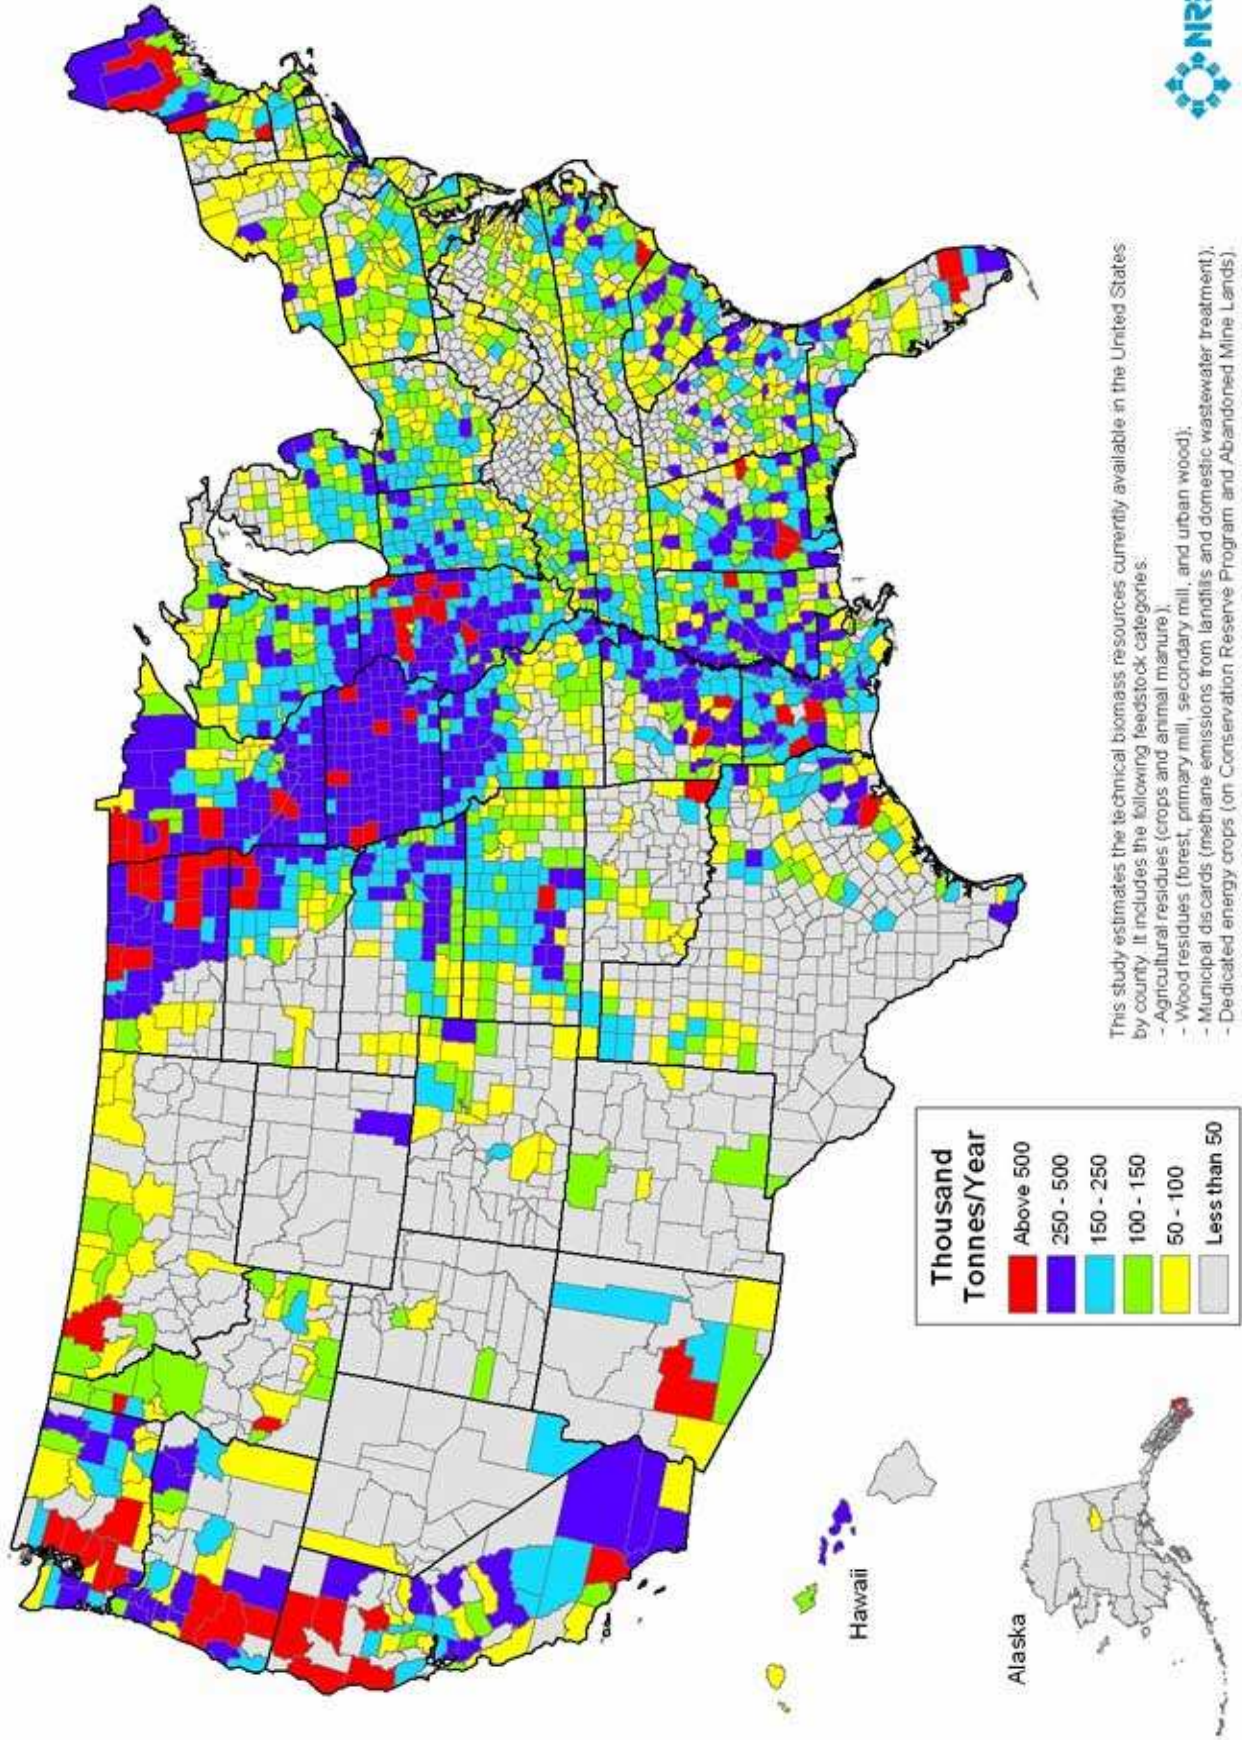 This study estimates the technical biomass resources currently available in the United States
by county. It includes the following feedstock categories:
- Agricultural residues (crops and animal manure);
- Wood residues (forest, primary mill, secondary mill, and urban wood);
- Municipal discards (methane emissions from landfills and domestic wastewater treatment);
- Dedicated energy crops (on Conservation Reserve Program and Abandoned Mine Lands).
Thousand
Tonnes/Year
Above 500
250 - 500
150 - 250
100 - 150
50 - 100
Less than 50
Hawaii
Alaska